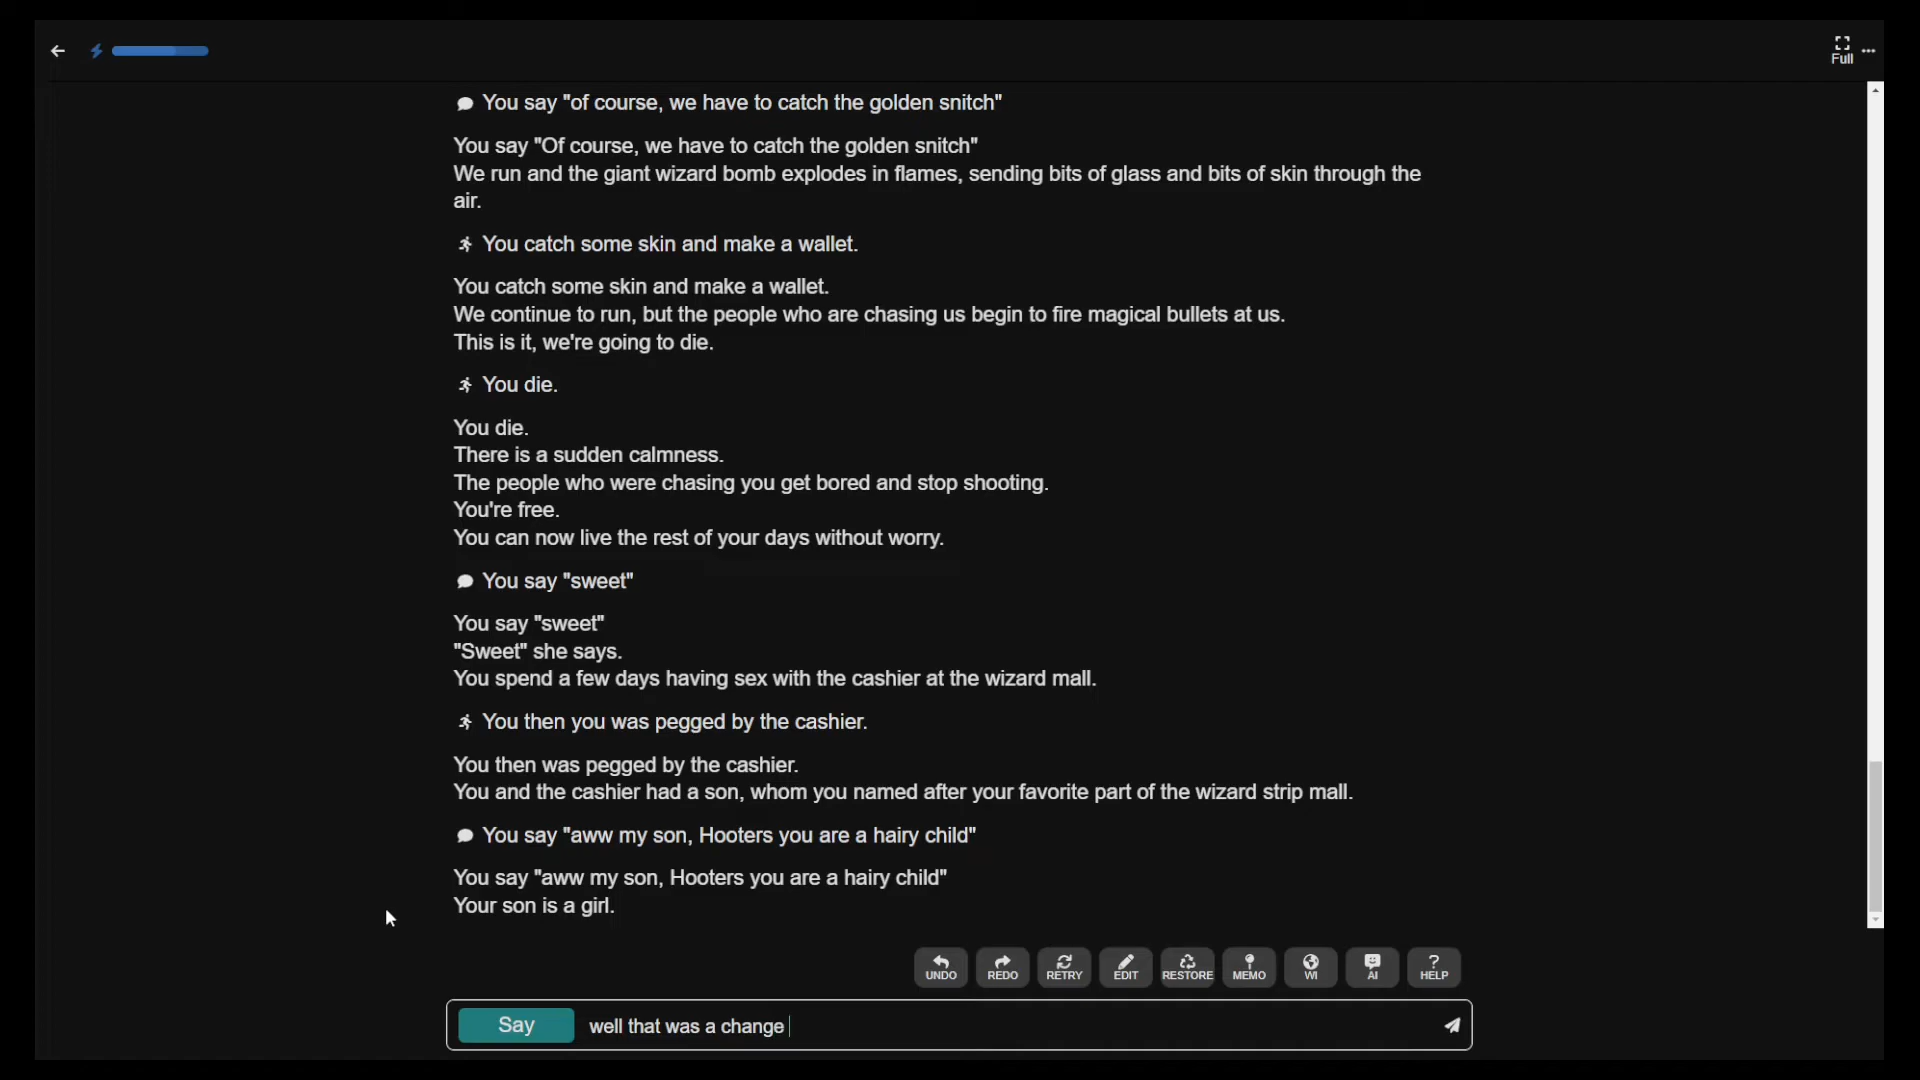 Full
You say "of course, we have to catch the golden snitch"
You say "Of course, we have to catch the golden snitch"
We run and the giant wizard bomb explodes in flames, sending bits of glass and bits of skin through the
air.
You catch some skin and make a wallet.
You catch some skin and make a wallet.
We continue to run, but the people who are chasing us begin to fire magical bullets at us.
This is it, we're going to die.
You die.
You die.
There is a sudden calmness.
The people who were chasing you get bored and stop shooting.
You're free.
You can now live the rest of your days without worry.
You say "sweet"
You say "sweet"
"Sweet" she says.
You spend a few days having sex with the cashier at the wizard mall.
You then you was pegged by the cashier.
You then was pegged by the cashier.
You and the cashier had a son, whom you named after your favorite part of the wizard strip mall.
You say "aww my son, Hooters you are a hairy child"
You say "aww my son, Hooters you are a hairy child"
Your son is a girl.
UNDO REDO RETRY EDIT RESTORE MEMO WI AI HELP
Say well that was a change